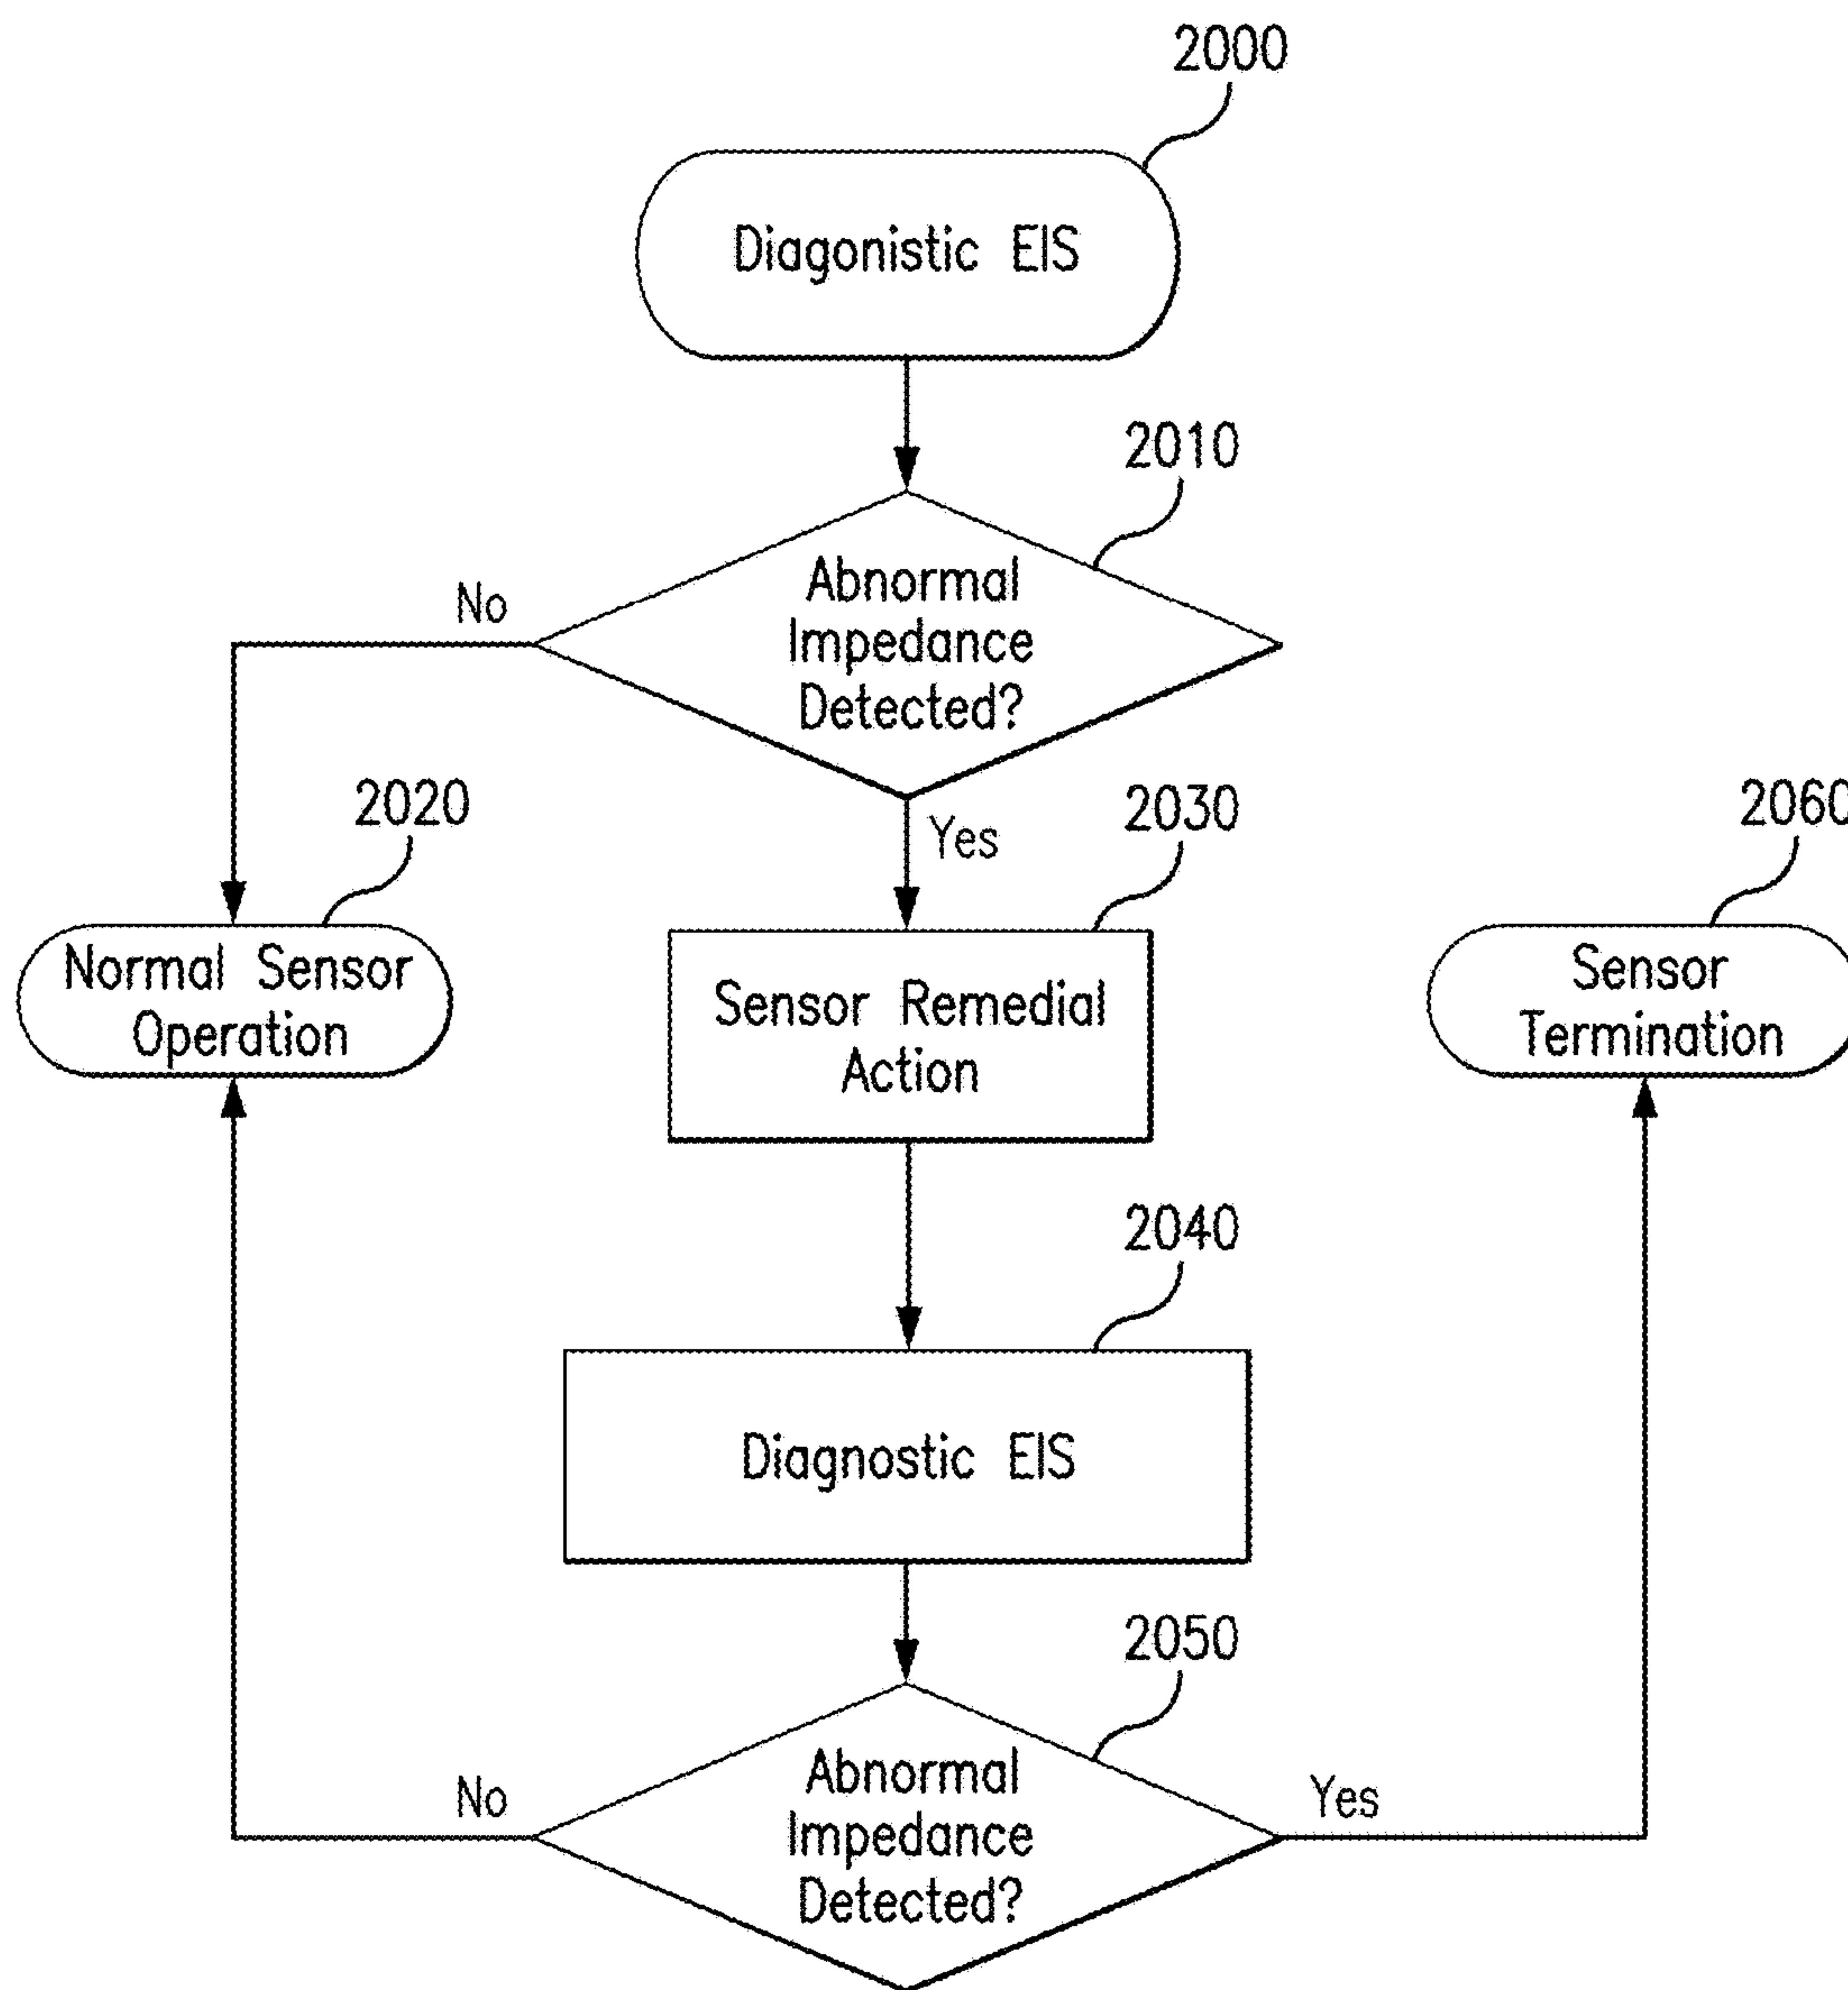 2000
Diagonistic EIS
2010
Abnormal
Impedance
Detected?
No
Yes
2020
Normal Sensor
Operation
2030
Sensor Remedial
Action
2060
Sensor
Termination
2040
Diagnostic EIS
2050
Abnormal
Impedance
Detected?
No
Yes